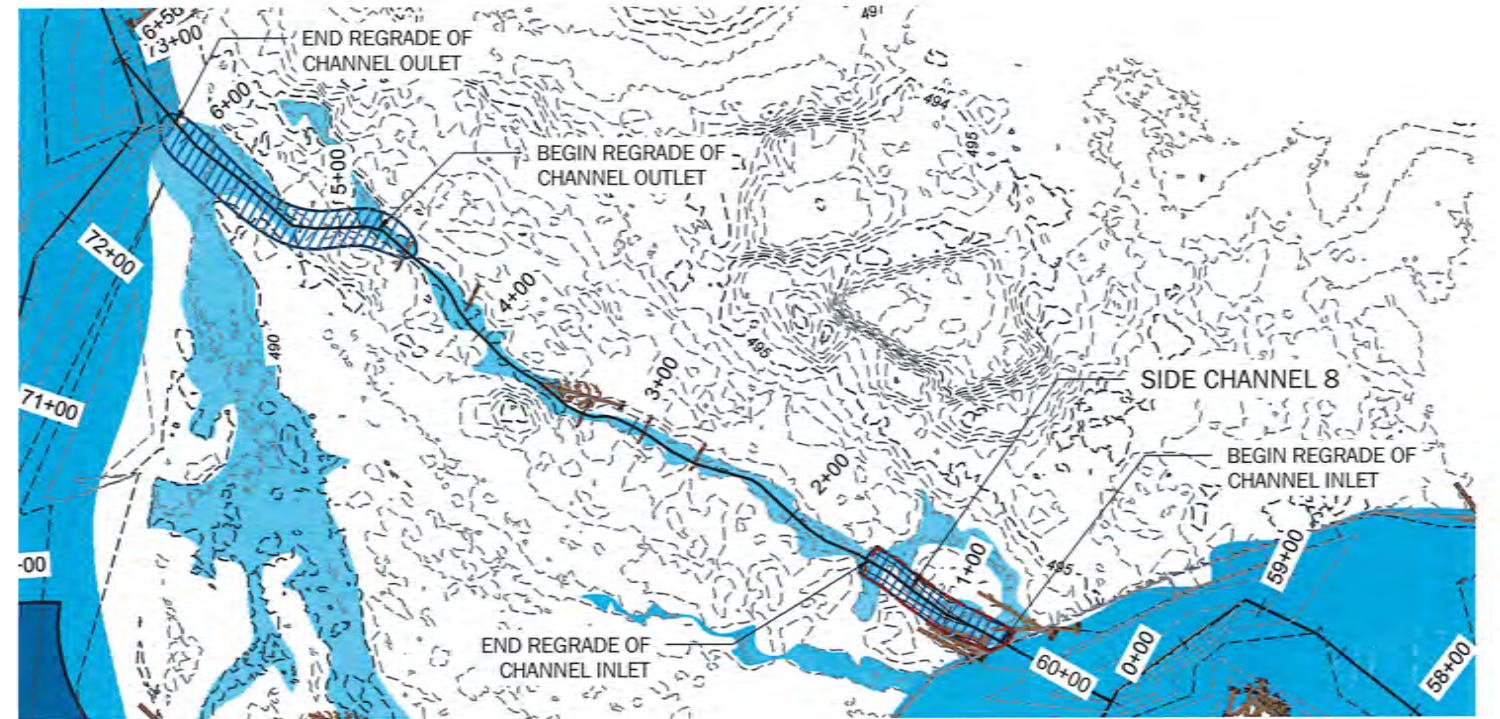 6+56
73+00
END REGRADE OF
CHANNEL OULET
6+00
491
494
495
5+00
BEGIN REGRADE OF
CHANNEL OUTLET
72+00
4+00
490
495
3+00
71+00
SIDE CHANNEL 8
2+00
BEGIN REGRADE OF
CHANNEL INLET
-00
1+00
495
59+00
END REGRADE OF
CHANNEL INLET
60+00
0+00
58+00